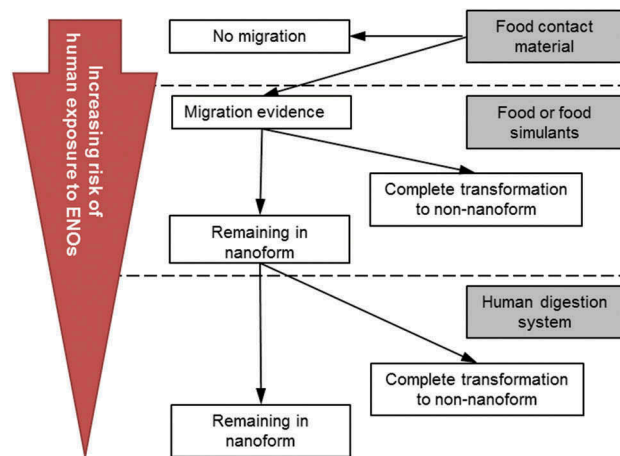 Increasing risk of
human exposure to ENOs
No migration
Food contact
material
Migration evidence
Food or food
simulants
Complete transformation
to non-nanoform
Remaining in
nanoform
Human digestion
system
Complete transformation
to non-nanoform
Remaining in
nanoform